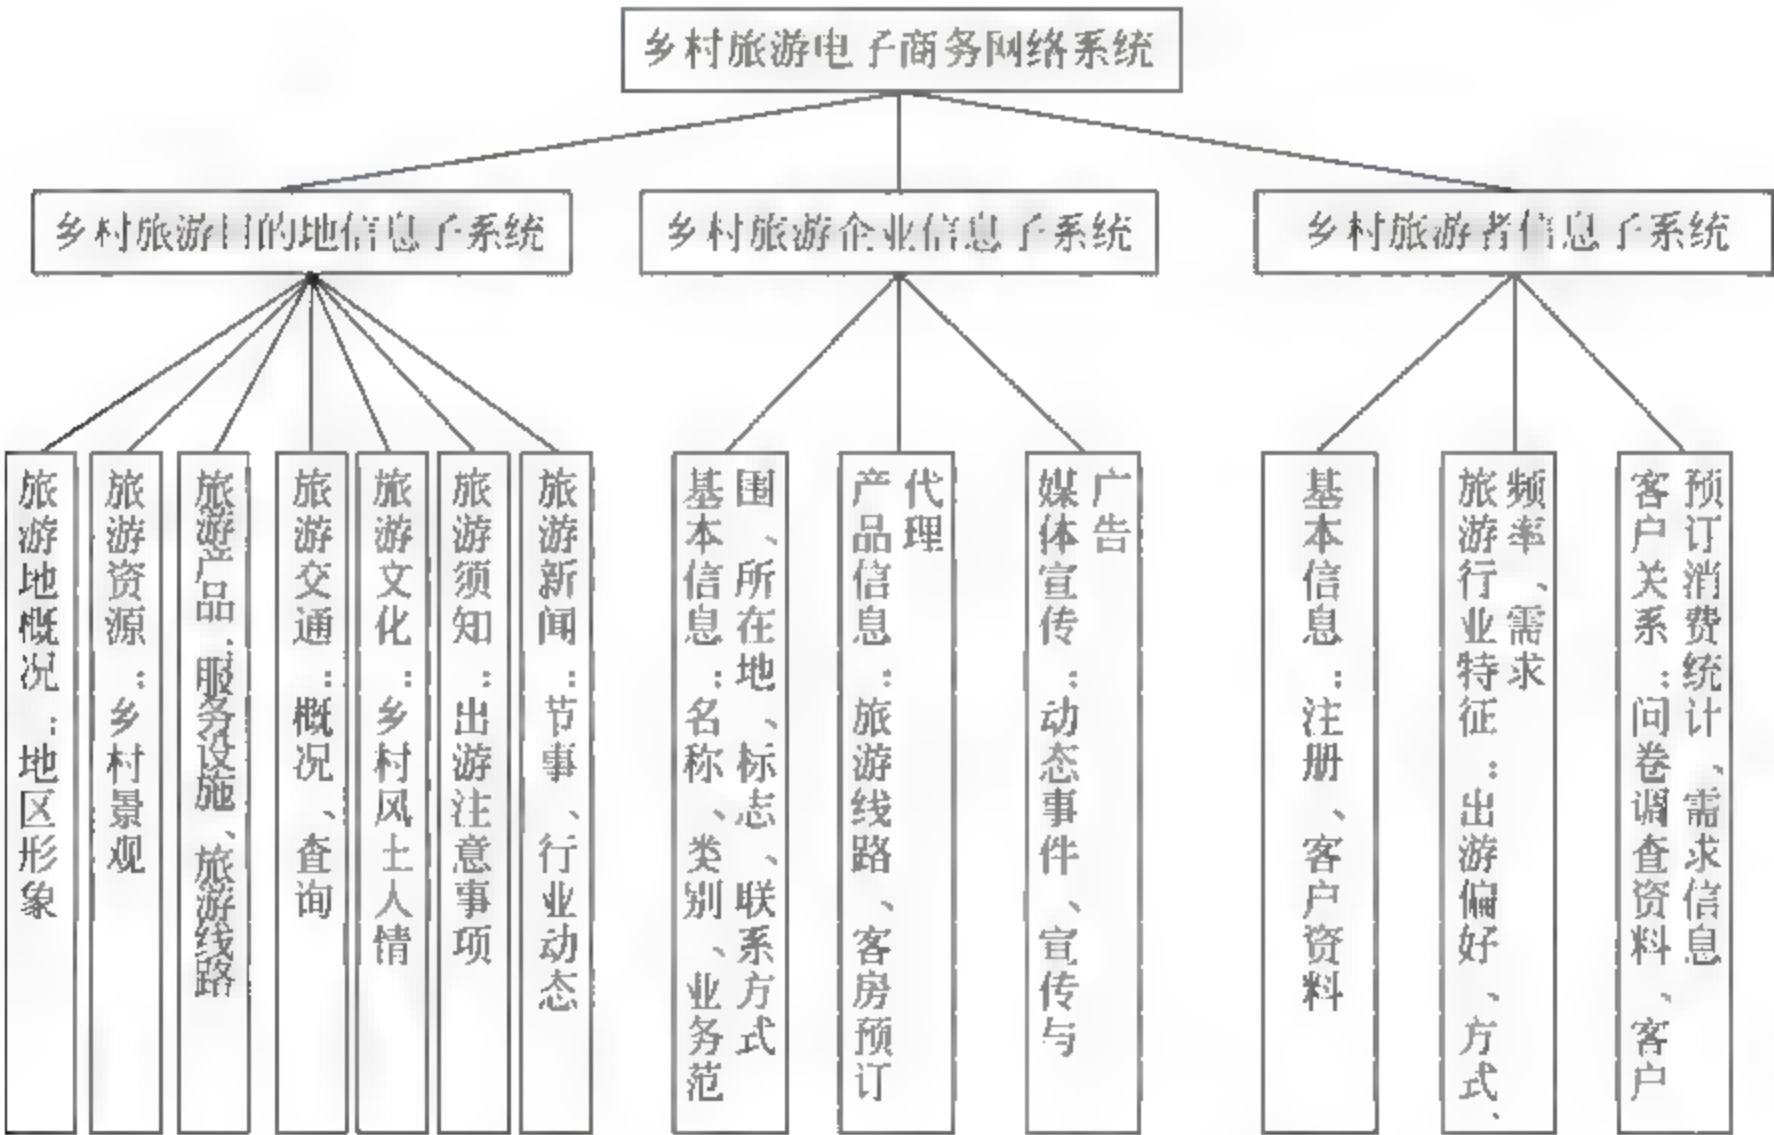 乡村旅游电子商务网络系统
乡村旅游目的地信息子系统
乡村旅游企业信息子系统
乡村旅游者信息子系统
旅游地概况：地区形象
旅游资源：乡村景观
旅游产品：服务设施、旅游线路
旅游交通：概况、查询
旅游文化：乡村风土人情
旅游须知：出游注意事项
旅游新闻：节事、行业动态
基本信息：名称、类别、业务范
围、所在地、标志、联系方式
产品信息：旅游线路、客房预订
代理
媒体宣传：动态事件、宣传与
广告
基本信息：注册、客户资料
旅游行业特征：出游偏好、方式、
频率、需求
客户关系：问卷调查资料、客户
预订消费统计、需求信息